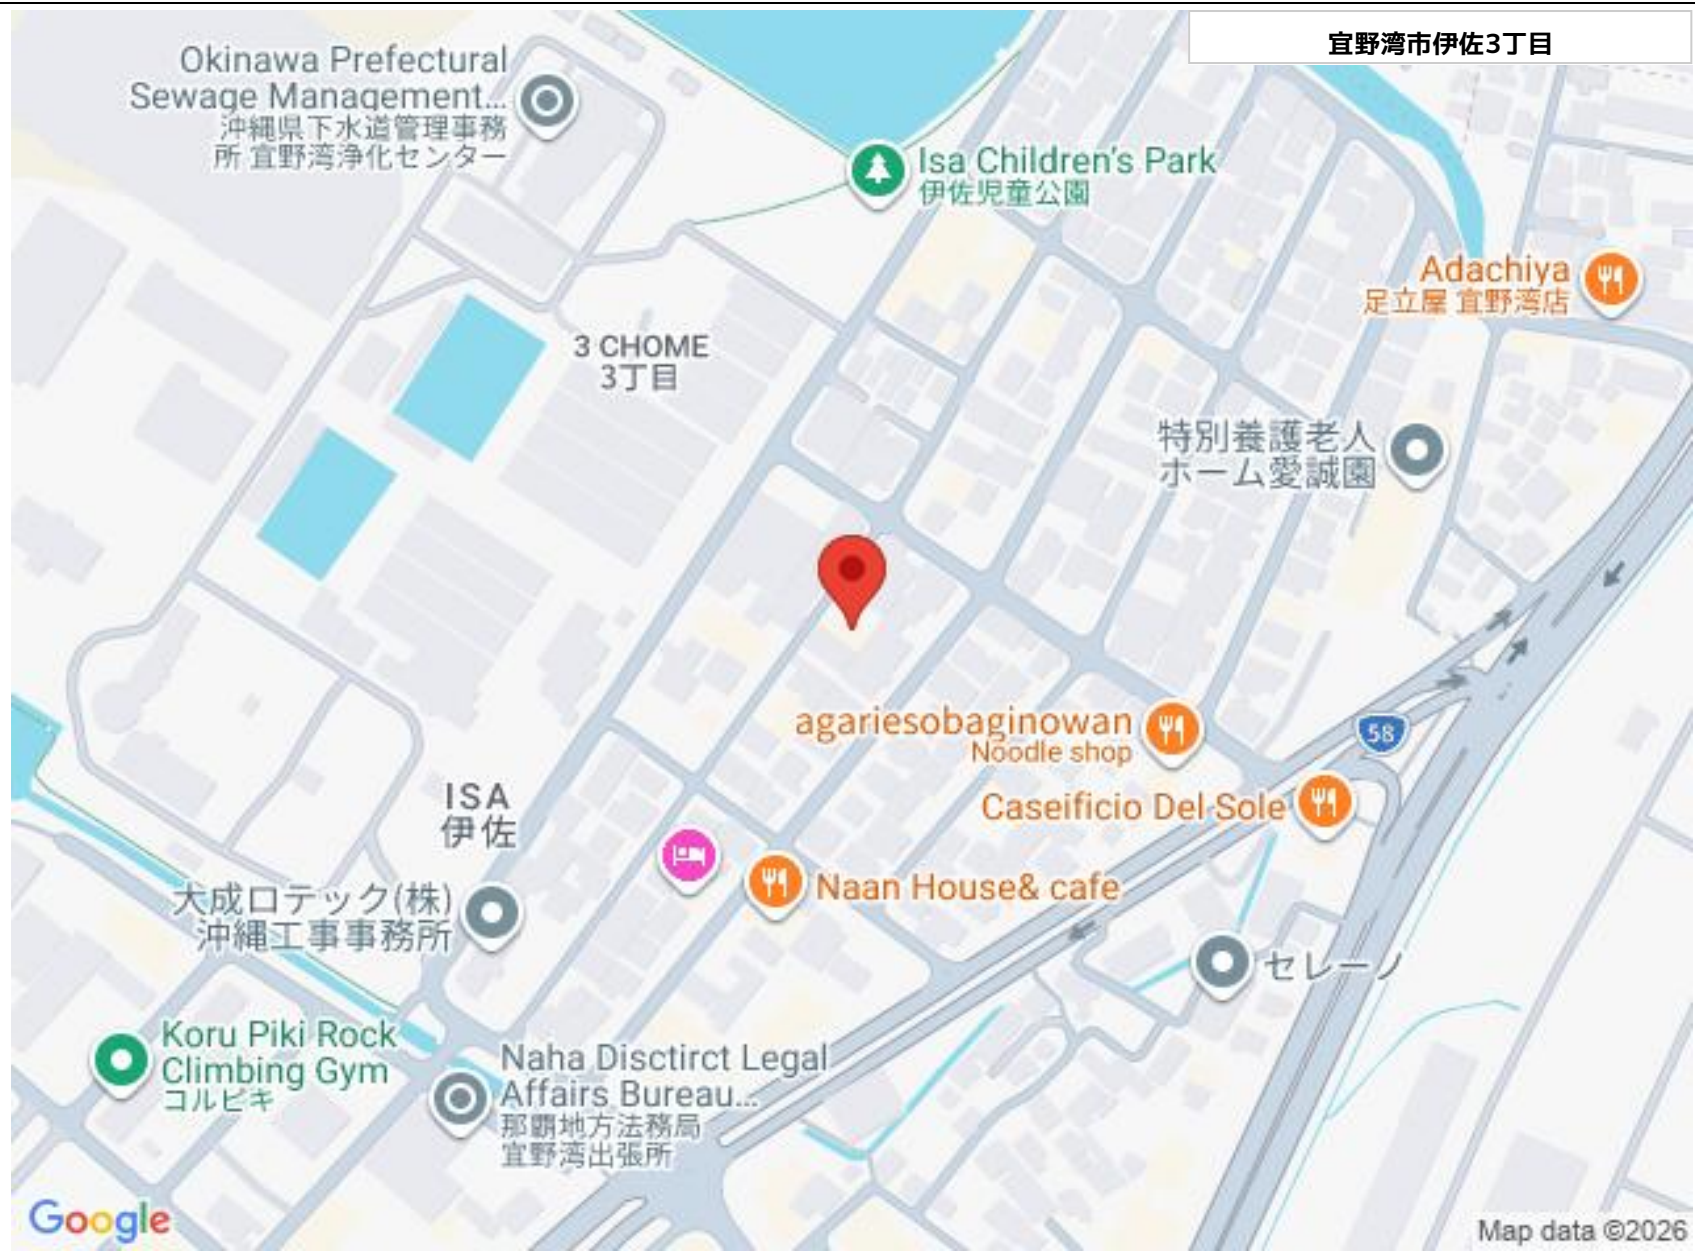 宜野湾市伊佐3丁目
Okinawa Prefectural
Sewage Management...
沖縄県下水道管理事務
所 宜野湾浄化センター
Isa Children's Park
伊佐児童公園
Adachiya
足立屋 宜野湾店
3 CHOME
3丁目
特別養護老人
ホーム愛誠園
agariesobaginowan
Noodle shop
58
Caseificio Del Sole
ISA
伊佐
Naan House& cafe
大成ロテック(株)
沖縄工事事務所
セレーノ
Koru Piki Rock
Climbing Gym
コルピキ
Naha Disctirct Legal
Affairs Bureau...
那覇地方法務局
宜野湾出張所
Google
Map data ©2026